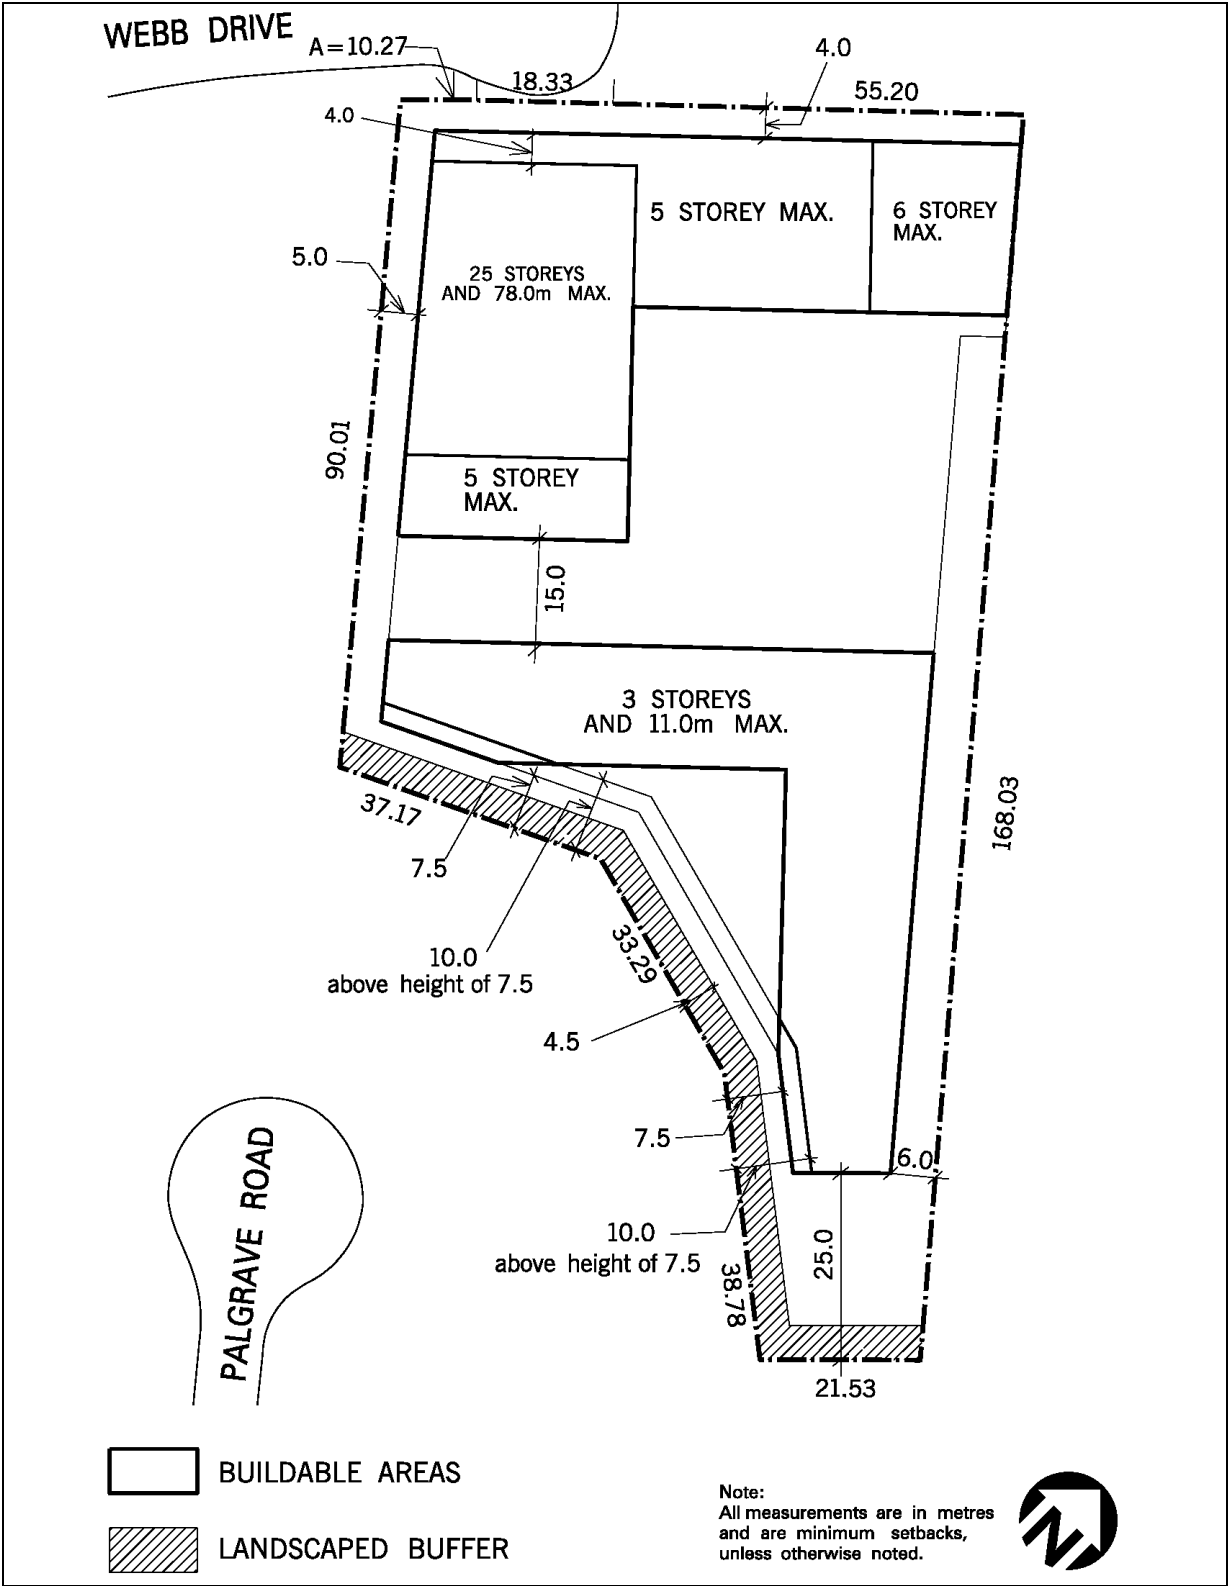 WEBB DRIVE
A=10.27
18.33
4.0
55.20
4.0
5 STOREY MAX.
6 STOREY
MAX.
5.0
25 STOREYS
AND 78.0m MAX.
90.01
5 STOREY
MAX.
15.0
3 STOREYS
AND 11.0m MAX.
37.17
168.03
7.5
33.29
10.0
above height of 7.5
4.5
7.5
6.0
10.0
above height of 7.5
25.0
38.78
21.53
PALGRAVE ROAD
BUILDABLE AREAS
LANDSCAPED BUFFER
Note:
All measurements are in metres
and are minimum setbacks,
unless otherwise noted.
N